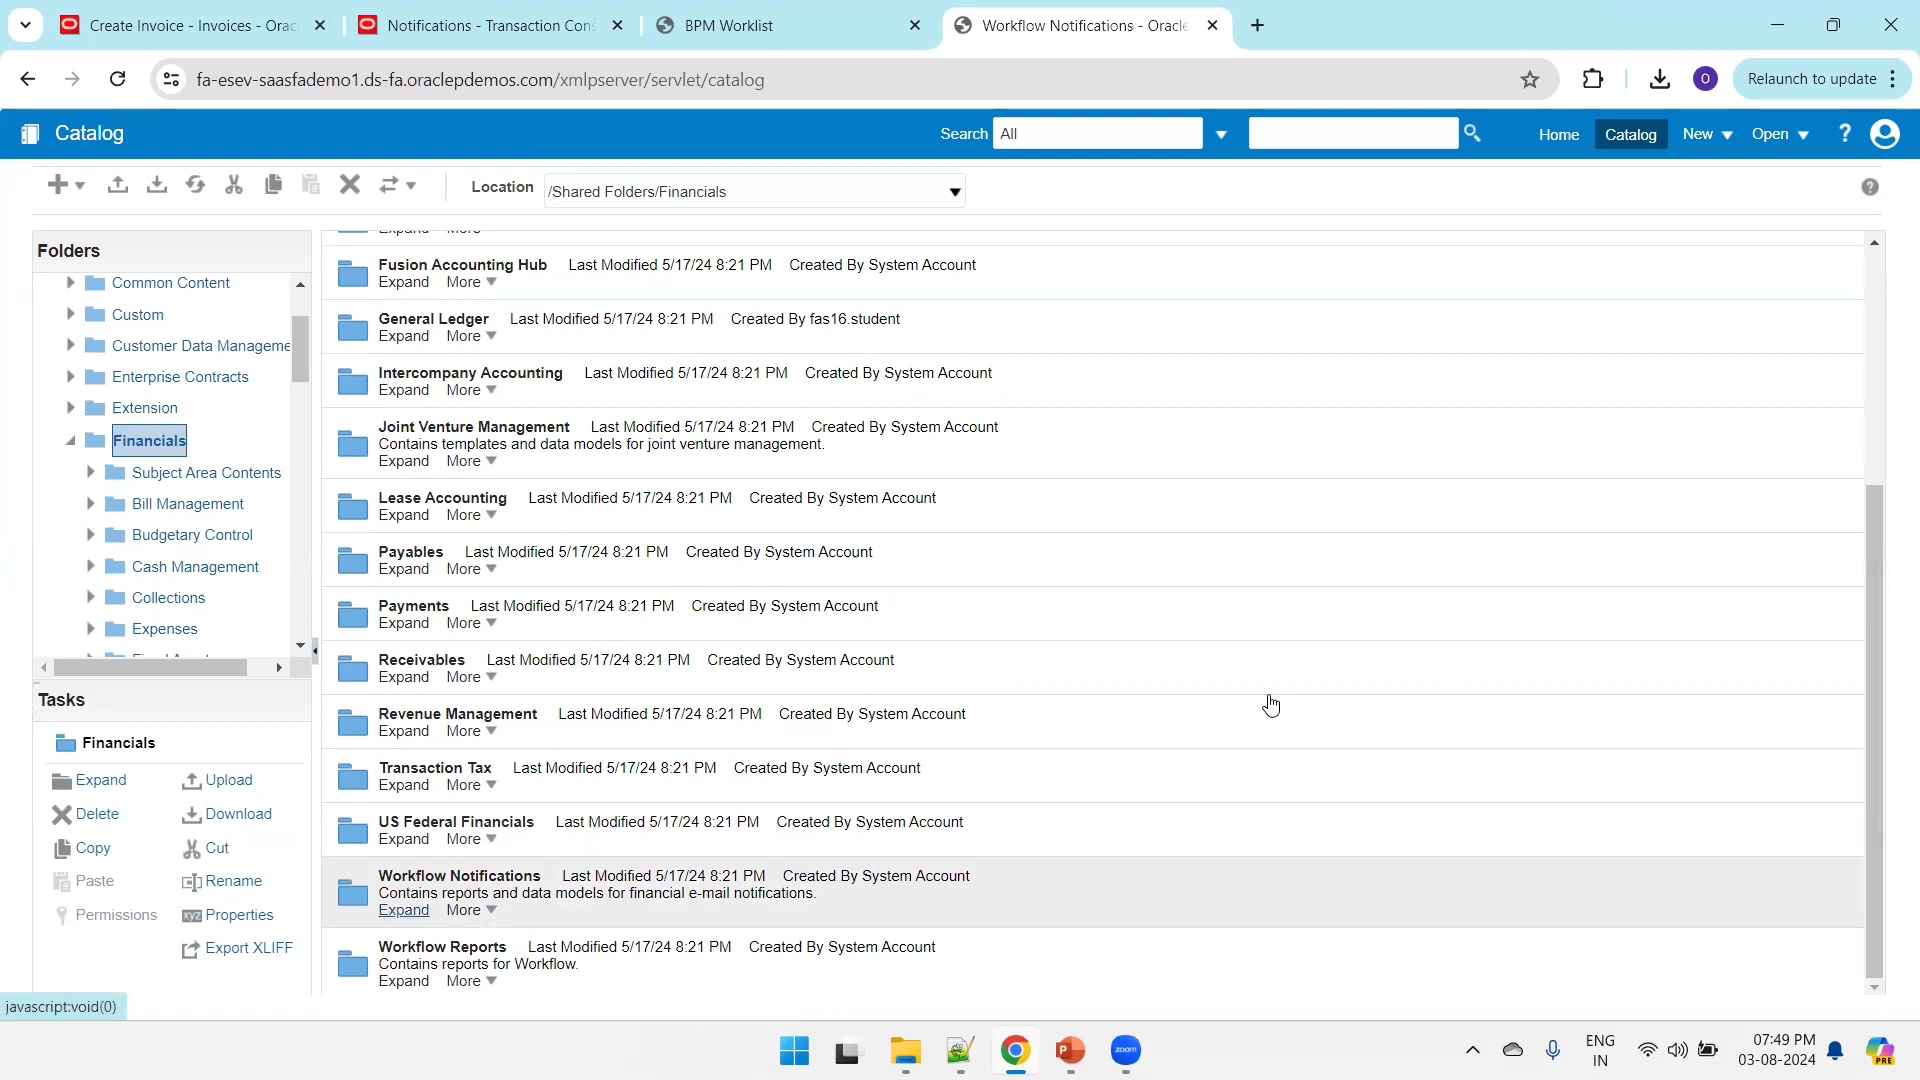 Create Invoice - Invoices - Orac
Notifications - Transaction Cons
BPM Worklist
Workflow Notifications - Oracle
fa-esev-saasfademo1.ds-fa.oraclepdemos.com/xmlpserver/servlet/catalog
O
Relaunch to update
Catalog
Search All
Home Catalog New Open ?
Location /Shared Folders/Financials
Folders
Common Content
Custom
Customer Data Manageme
Enterprise Contracts
Extension
Financials
Subject Area Contents
Bill Management
Budgetary Control
Cash Management
Collections
Expenses
Tasks
Financials
Expand Upload
Delete Download
Copy Cut
Paste Rename
Permissions xyz Properties
Export XLIFF
Expand More
Fusion Accounting Hub Last Modified 5/17/24 8:21 PM Created By System Account
Expand More
General Ledger Last Modified 5/17/24 8:21 PM Created By fas16.student
Expand More
Intercompany Accounting Last Modified 5/17/24 8:21 PM Created By System Account
Expand More
Joint Venture Management Last Modified 5/17/24 8:21 PM Created By System Account
Contains templates and data models for joint venture management.
Expand More
Lease Accounting Last Modified 5/17/24 8:21 PM Created By System Account
Expand More
Payables Last Modified 5/17/24 8:21 PM Created By System Account
Expand More
Payments Last Modified 5/17/24 8:21 PM Created By System Account
Expand More
Receivables Last Modified 5/17/24 8:21 PM Created By System Account
Expand More
Revenue Management Last Modified 5/17/24 8:21 PM Created By System Account
Expand More
Transaction Tax Last Modified 5/17/24 8:21 PM Created By System Account
Expand More
US Federal Financials Last Modified 5/17/24 8:21 PM Created By System Account
Expand More
Workflow Notifications Last Modified 5/17/24 8:21 PM Created By System Account
Contains reports and data models for financial e-mail notifications.
Expand More
Workflow Reports Last Modified 5/17/24 8:21 PM Created By System Account
Contains reports for Workflow.
Expand More
javascript:void(0)
zoom
ENG
IN
07:49 PM
03-08-2024
PRE